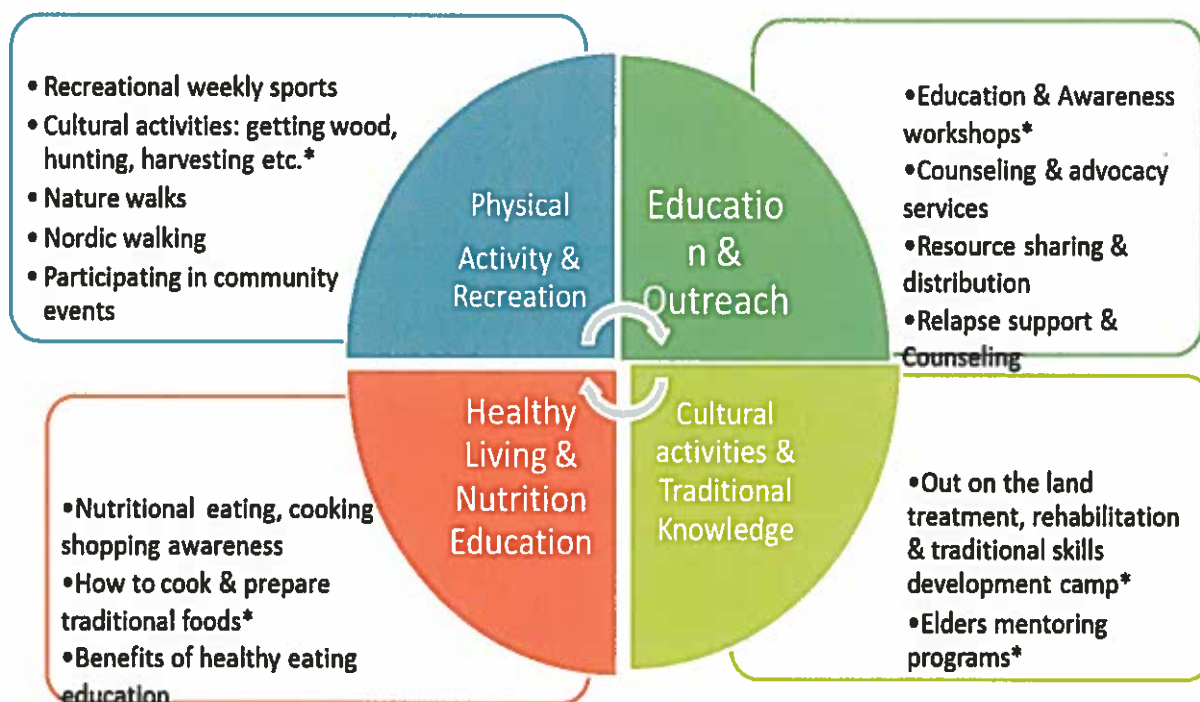 • Recreational weekly sports
• Cultural activities: getting wood,
hunting, harvesting etc.*
• Nature walks
• Nordic walking
• Participating in community
events
Physical
Activity &
Recreation
Educatio
n &
Outreach
•Education & Awareness
workshops*
•Counseling & advocacy
services
•Resource sharing &
distribution
•Relapse support &
Counseling
•Nutritional eating, cooking
shopping awareness
•How to cook & prepare
traditional foods*
•Benefits of healthy eating
education
Healthy
Living &
Nutrition
Education
Cultural
activities &
Traditional
Knowledge
•Out on the land
treatment, rehabilitation
& traditional skills
development camp*
•Elders mentoring
programs*